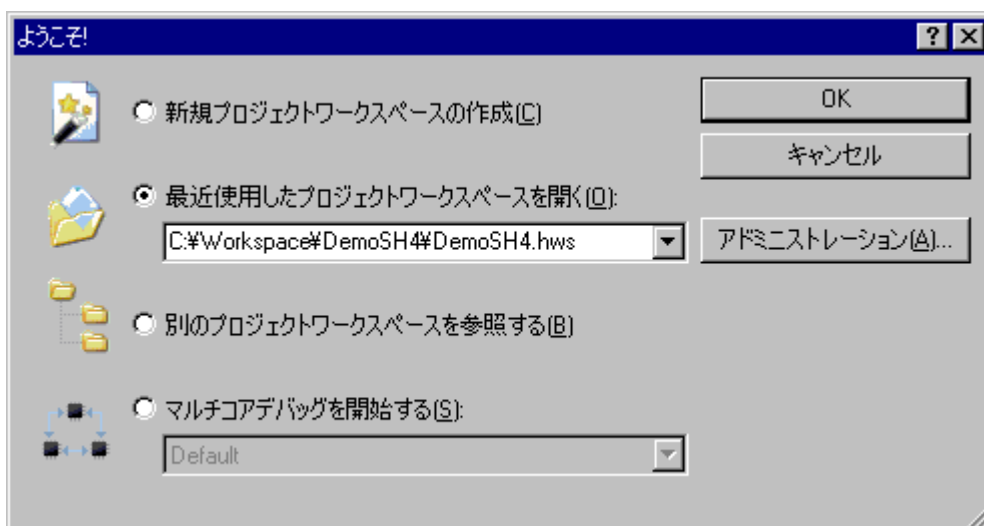 ようこそ!
新規プロジェクトワークスペースの作成(C)
OK
キャンセル
最近使用したプロジェクトワークスペースを開く(O):
C:¥Workspace¥DemoSH4¥DemoSH4.hws
アドミニストレーション(A)...
別のプロジェクトワークスペースを参照する(B)
マルチコアデバッグを開始する(S):
Default